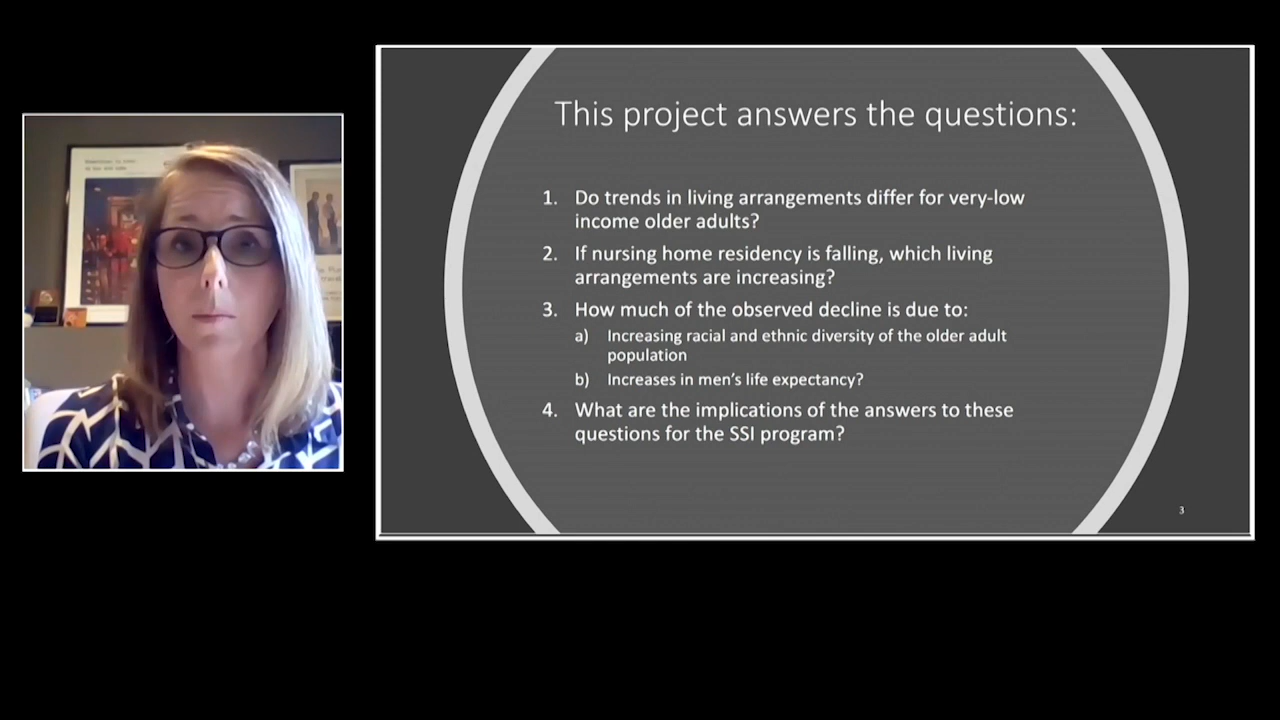 This project answers the questions:
1. Do trends in living arrangements differ for very-low
income older adults?
2. If nursing home residency is falling, which living
arrangements are increasing?
3. How much of the observed decline is due to:
a) Increasing racial and ethnic diversity of the older adult
population
b) Increases in men's life expectancy?
4. What are the implications of the answers to these
questions for the SSI program?
3